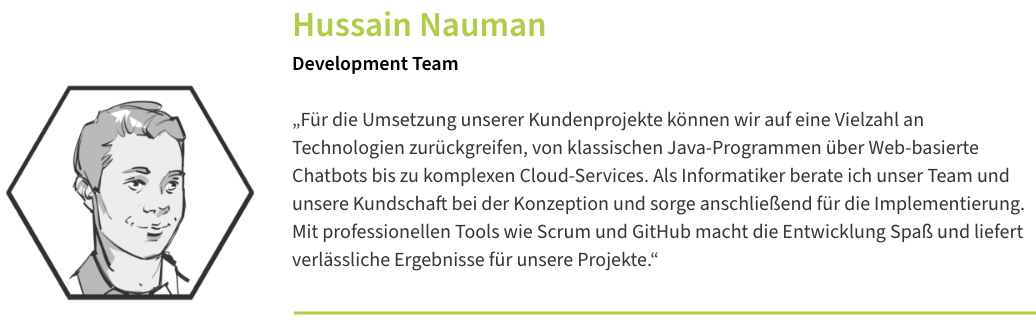 Hussain Nauman
Development Team
„Für die Umsetzung unserer Kundenprojekte können wir auf eine Vielzahl an
Technologien zurückgreifen, von klassischen Java-Programmen über Web-basierte
Chatbots bis zu komplexen Cloud-Services. Als Informatiker berate ich unser Team und
unsere Kundschaft bei der Konzeption und sorge anschließend für die Implementierung.
Mit professionellen Tools wie Scrum und GitHub macht die Entwicklung Spaß und liefert
verlässliche Ergebnisse für unsere Projekte.“